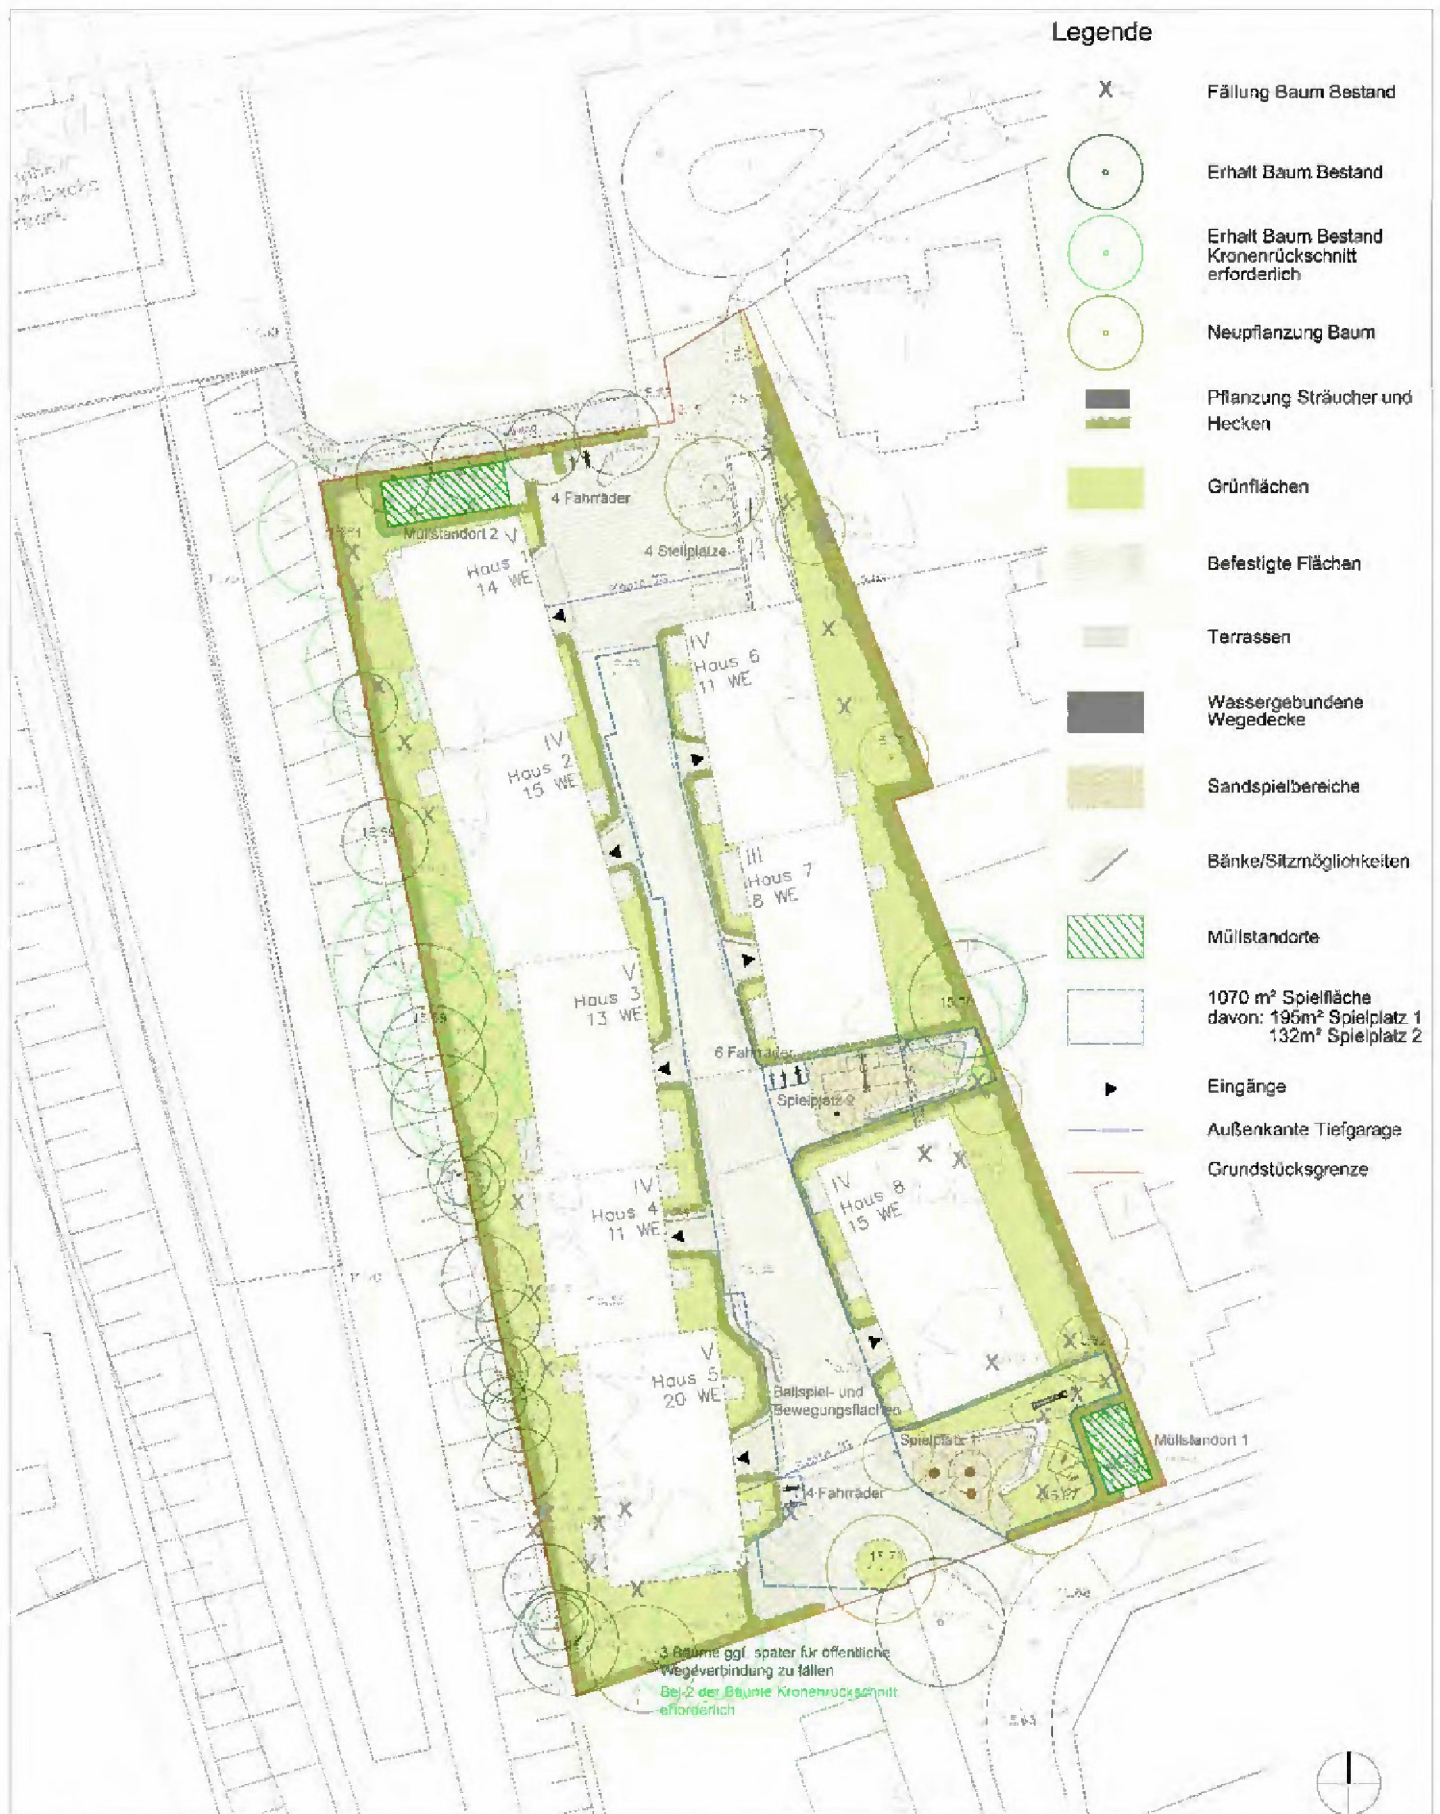 Legende
Fällung Baum Bestand
Erhalt Baum Bestand
Erhalt Baum Bestand
Kronenrückschnitt
erforderlich
Neupflanzung Baum
Pflanzung Sträucher und
Hecken
Grünflächen
Befestigte Flächen
Terrassen
Wassergebundene
Wegedecke
Sandspielbereiche
Bänke/Sitzmöglichkeiten
Müllstandorte
1070 m² Spielfläche
davon: 195m² Spielplatz 1
132m² Spielplatz 2
Eingänge
Außenkante Tiefgarage
Grundstücksgrenze
4 Fahrräder
Müllstandort 2
V
Haus
14 WE
4 Stellplätze
IV
Haus 6
11 WE
IV
Haus 2
15 WE
III
Haus 7
8 WE
V
Haus 3
13 WE
6 Fahrräder
Spielplatz 2
IV
Haus 4
11 WE
IV
Haus 8
15 WE
V
Haus 5
20 WE
Ballspiel- und
Bewegungsflächen
Spielplatz 1
Müllstandort 1
4 Fahrräder
3 Bäume ggf. später für öffentliche
Wegeverbindung zu fällen
Bei 2 der Bäume Kronenrückschnitt
erforderlich